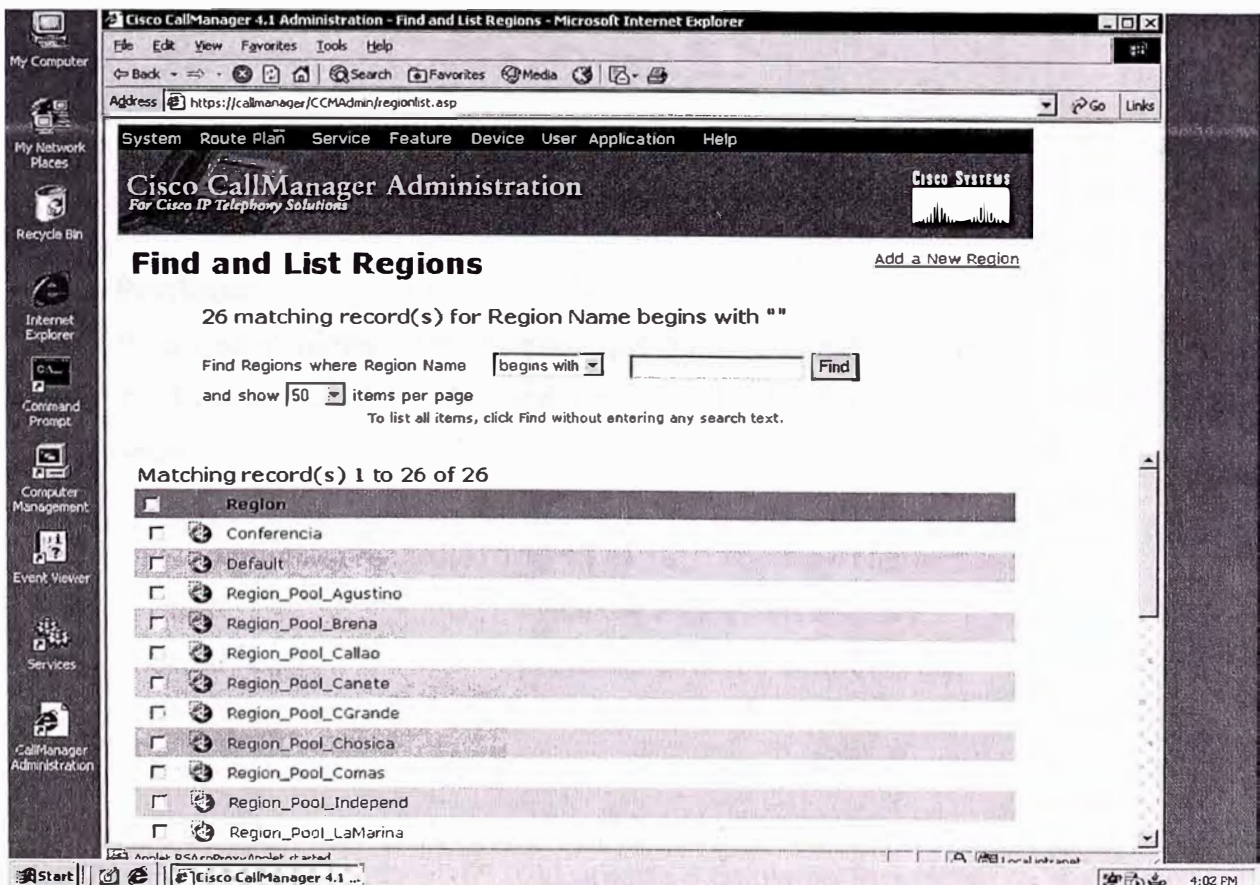 Cisco CallManager 4.1 Administration - Find and List Regions - Microsoft Internet Explorer
File Edit View Favorites Tools Help
Back Search Favorites Media
Address https://callmanager/CCMAdmin/regionlist.asp Go Links
My Computer
My Network Places
Recycle Bin
Internet Explorer
Command Prompt
Computer Management
Event Viewer
Services
CallManager Administration
System Route Plan Service Feature Device User Application Help
Cisco CallManager Administration
For Cisco IP Telephony Solutions
CISCO SYSTEMS
Find and List Regions
Add a New Region
26 matching record(s) for Region Name begins with ""
Find Regions where Region Name begins with Find
and show 50 items per page
To list all items, click Find without entering any search text.
Matching record(s) 1 to 26 of 26
Region
Conferencia
Default
Region_Pool_Agustino
Region_Pool_Brena
Region_Pool_Callao
Region_Pool_Canete
Region_Pool_CGrande
Region_Pool_Chosica
Region_Pool_Comas
Region_Pool_Independ
Region_Pool_LaMarina
Applet started
Local intranet
Start Cisco CallManager 4.1 ... 4:02 PM